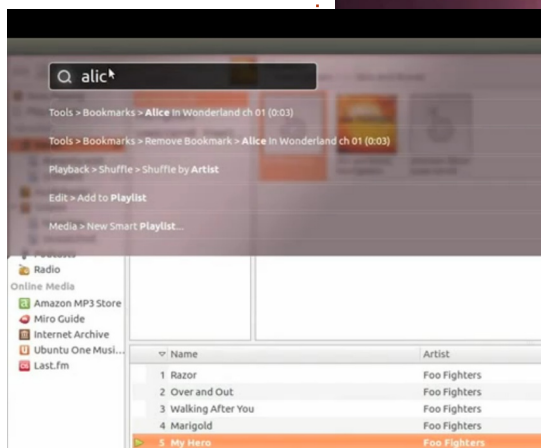 alic
Tools > Bookmarks > Alice In Wonderland ch 01 (0:03)
Tools > Bookmarks > Remove Bookmark > Alice In Wonderland ch 01 (0:03)
Playback > Shuffle > Shuffle by Artist
Edit > Add to Playlist
Media > New Smart Playlist...
Podcasts
Radio
Online Media
Amazon MP3 Store
Miro Guide
Internet Archive
Ubuntu One Musi...
Last.fm
Name Artist
1 Razor Foo Fighters
2 Over and Out Foo Fighters
3 Walking After You Foo Fighters
4 Marigold Foo Fighters
5 My Hero Foo Fighters